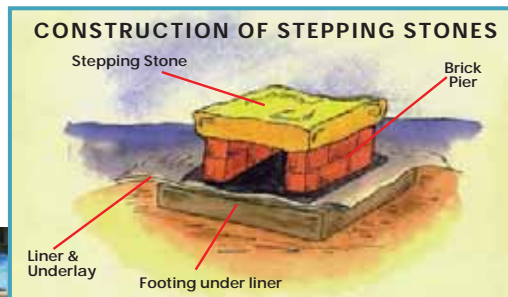 CONSTRUCTION OF STEPPING STONES
Stepping Stone
Brick
Pier
Liner &
Underlay
Footing under liner